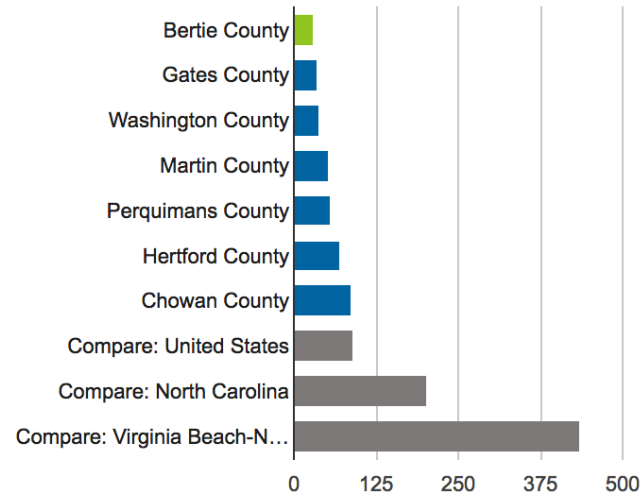 Bertie County
Gates County
Washington County
Martin County
Perquimans County
Hertford County
Chowan County
Compare: United States
Compare: North Carolina
Compare: Virginia Beach-N…
0 125 250 375 500